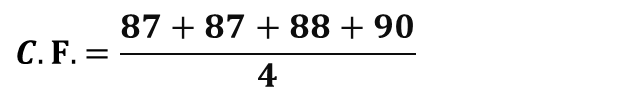 C. F. = 87 + 87 + 88 + 90
4